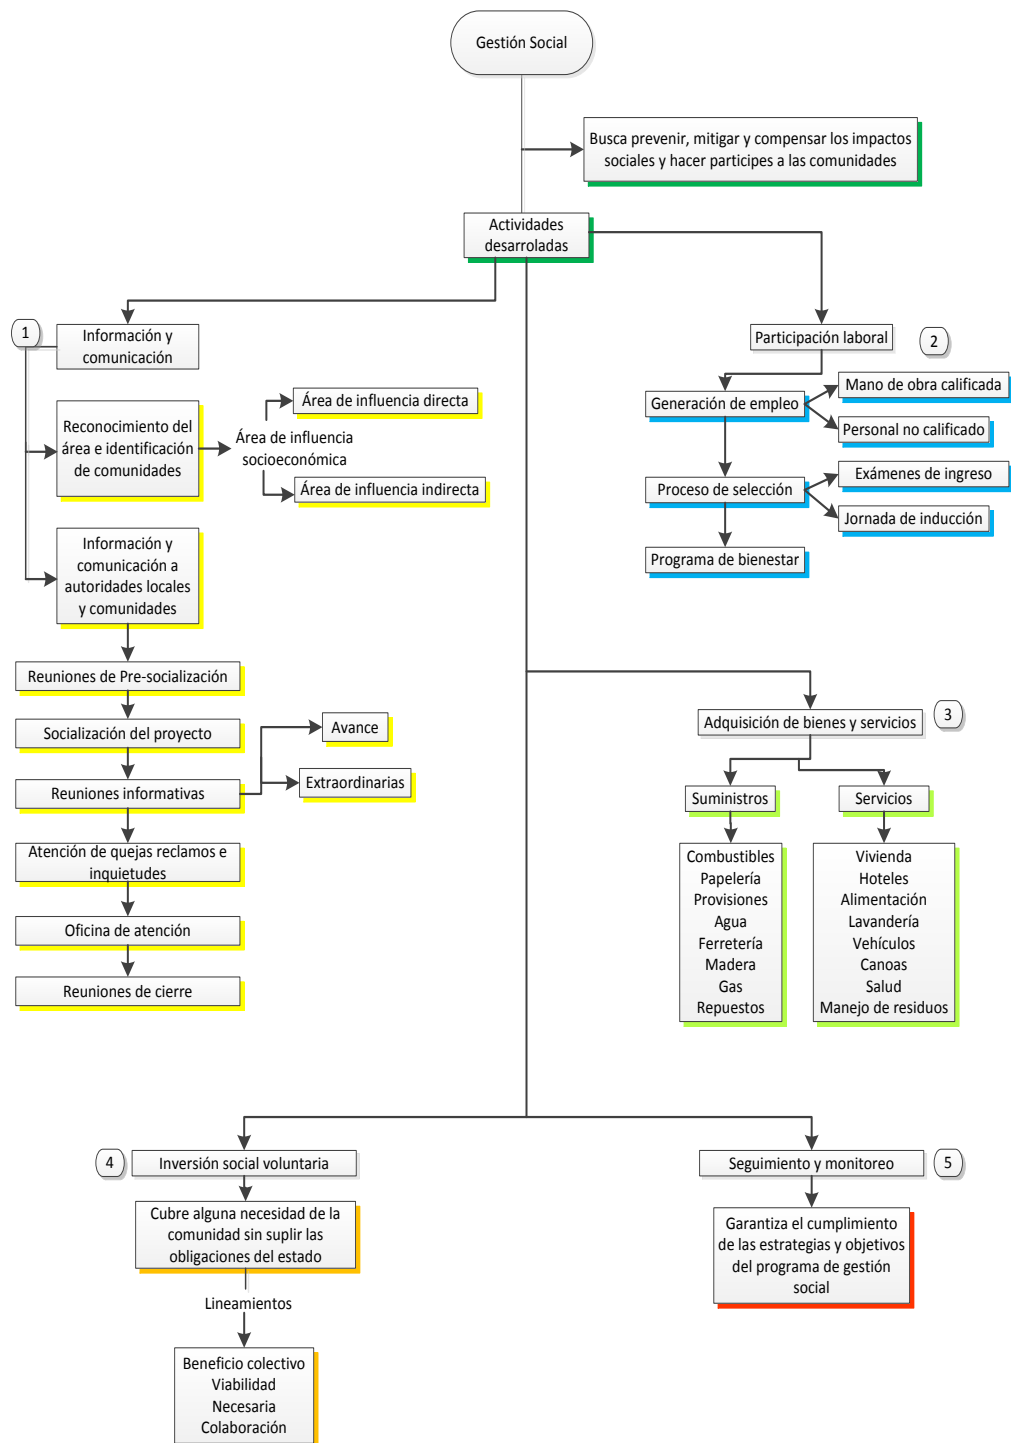 Gestión Social
Busca prevenir, mitigar y compensar los impactos
sociales y hacer participes a las comunidades
Actividades
desarroladas
1
Información y
comunicación
Reconocimiento del
área e identificación
de comunidades
Área de influencia directa
Área de influencia
socioeconómica
Área de influencia indirecta
Información y
comunicación a
autoridades locales
y comunidades
Reuniones de Pre-socialización
Socialización del proyecto
Reuniones informativas
Avance
Extraordinarias
Atención de quejas reclamos e
inquietudes
Oficina de atención
Reuniones de cierre
Participación laboral
2
Generación de empleo
Mano de obra calificada
Personal no calificado
Proceso de selección
Exámenes de ingreso
Jornada de inducción
Programa de bienestar
Adquisición de bienes y servicios
3
Suministros
Combustibles
Papelería
Provisiones
Agua
Ferretería
Madera
Gas
Repuestos
Servicios
Vivienda
Hoteles
Alimentación
Lavandería
Vehículos
Canoas
Salud
Manejo de residuos
4
Inversión social voluntaria
Cubre alguna necesidad de la
comunidad sin suplir las
obligaciones del estado
Lineamientos
Beneficio colectivo
Viabilidad
Necesaria
Colaboración
Seguimiento y monitoreo
5
Garantiza el cumplimiento
de las estrategias y objetivos
del programa de gestión
social